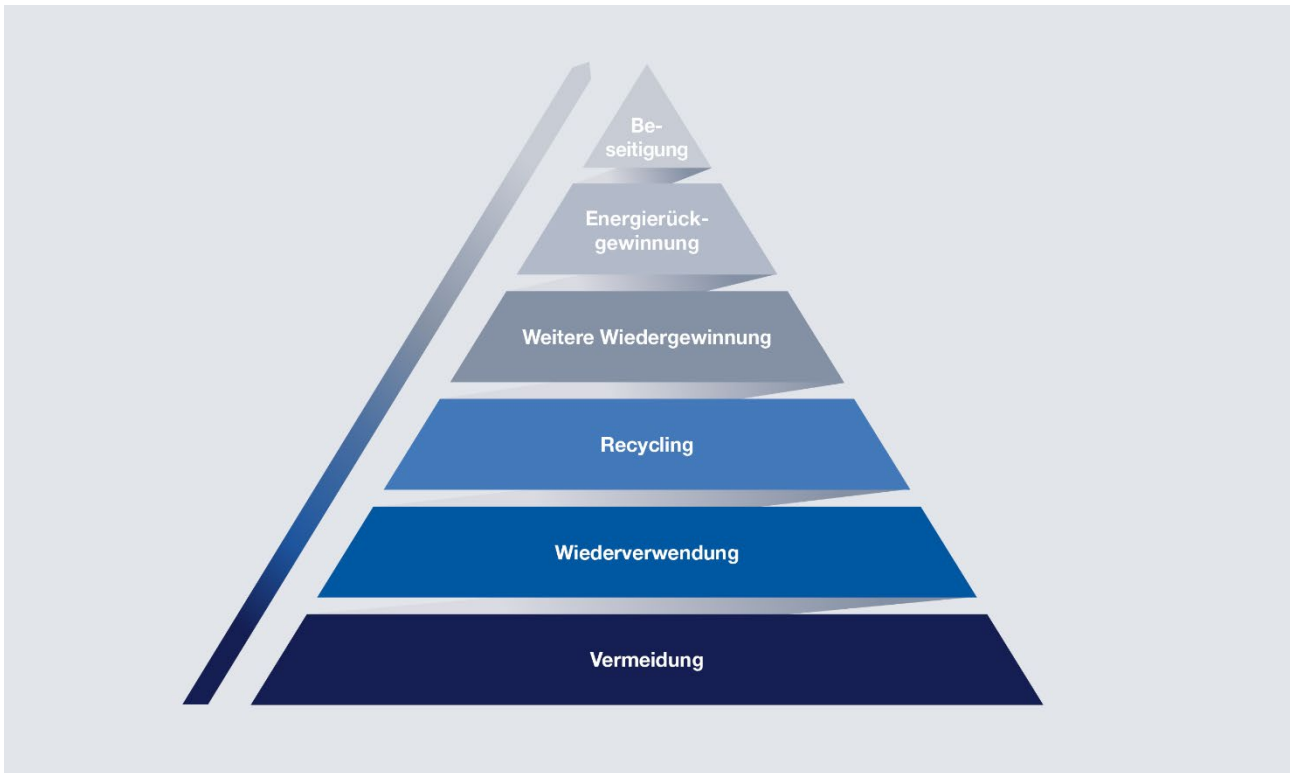 Be-
seitigung
Energierück-
gewinnung
Weitere Wiedergewinnung
Recycling
Wiederverwendung
Vermeidung